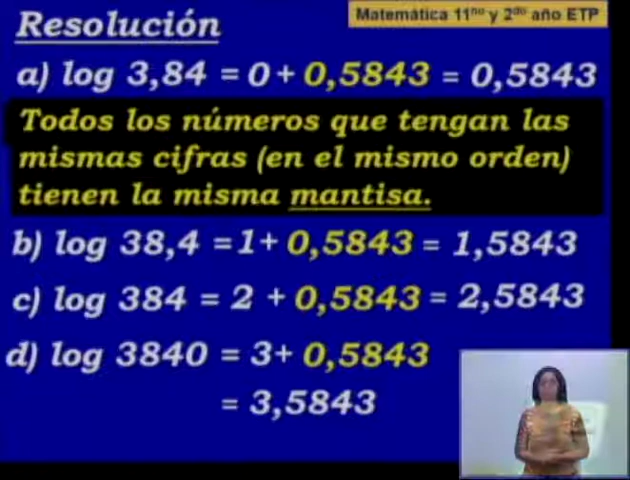 Resolución
Matemática 11no y 2do año ETP
a) log 3,84 = 0 + 0,5843 = 0,5843
Todos los números que tengan las
mismas cifras (en el mismo orden)
tienen la misma mantisa.
b) log 38,4 =1+ 0,5843 = 1,5843
c) log 384 = 2 + 0,5843 = 2,5843
d) log 3840 = 3+ 0,5843
= 3,5843